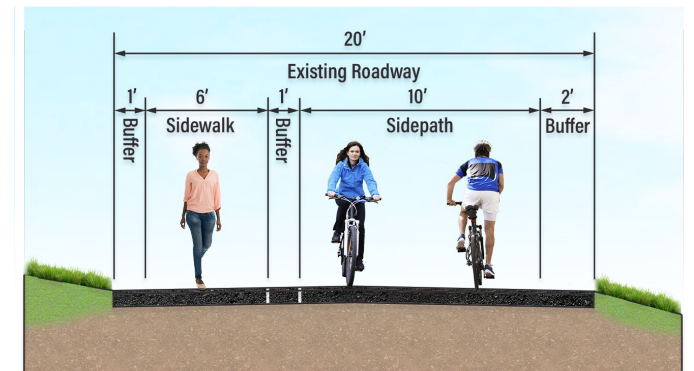 20'
Existing Roadway
1' 6' 1' 10' 2'
Buffer Sidewalk Buffer Sidepath Buffer